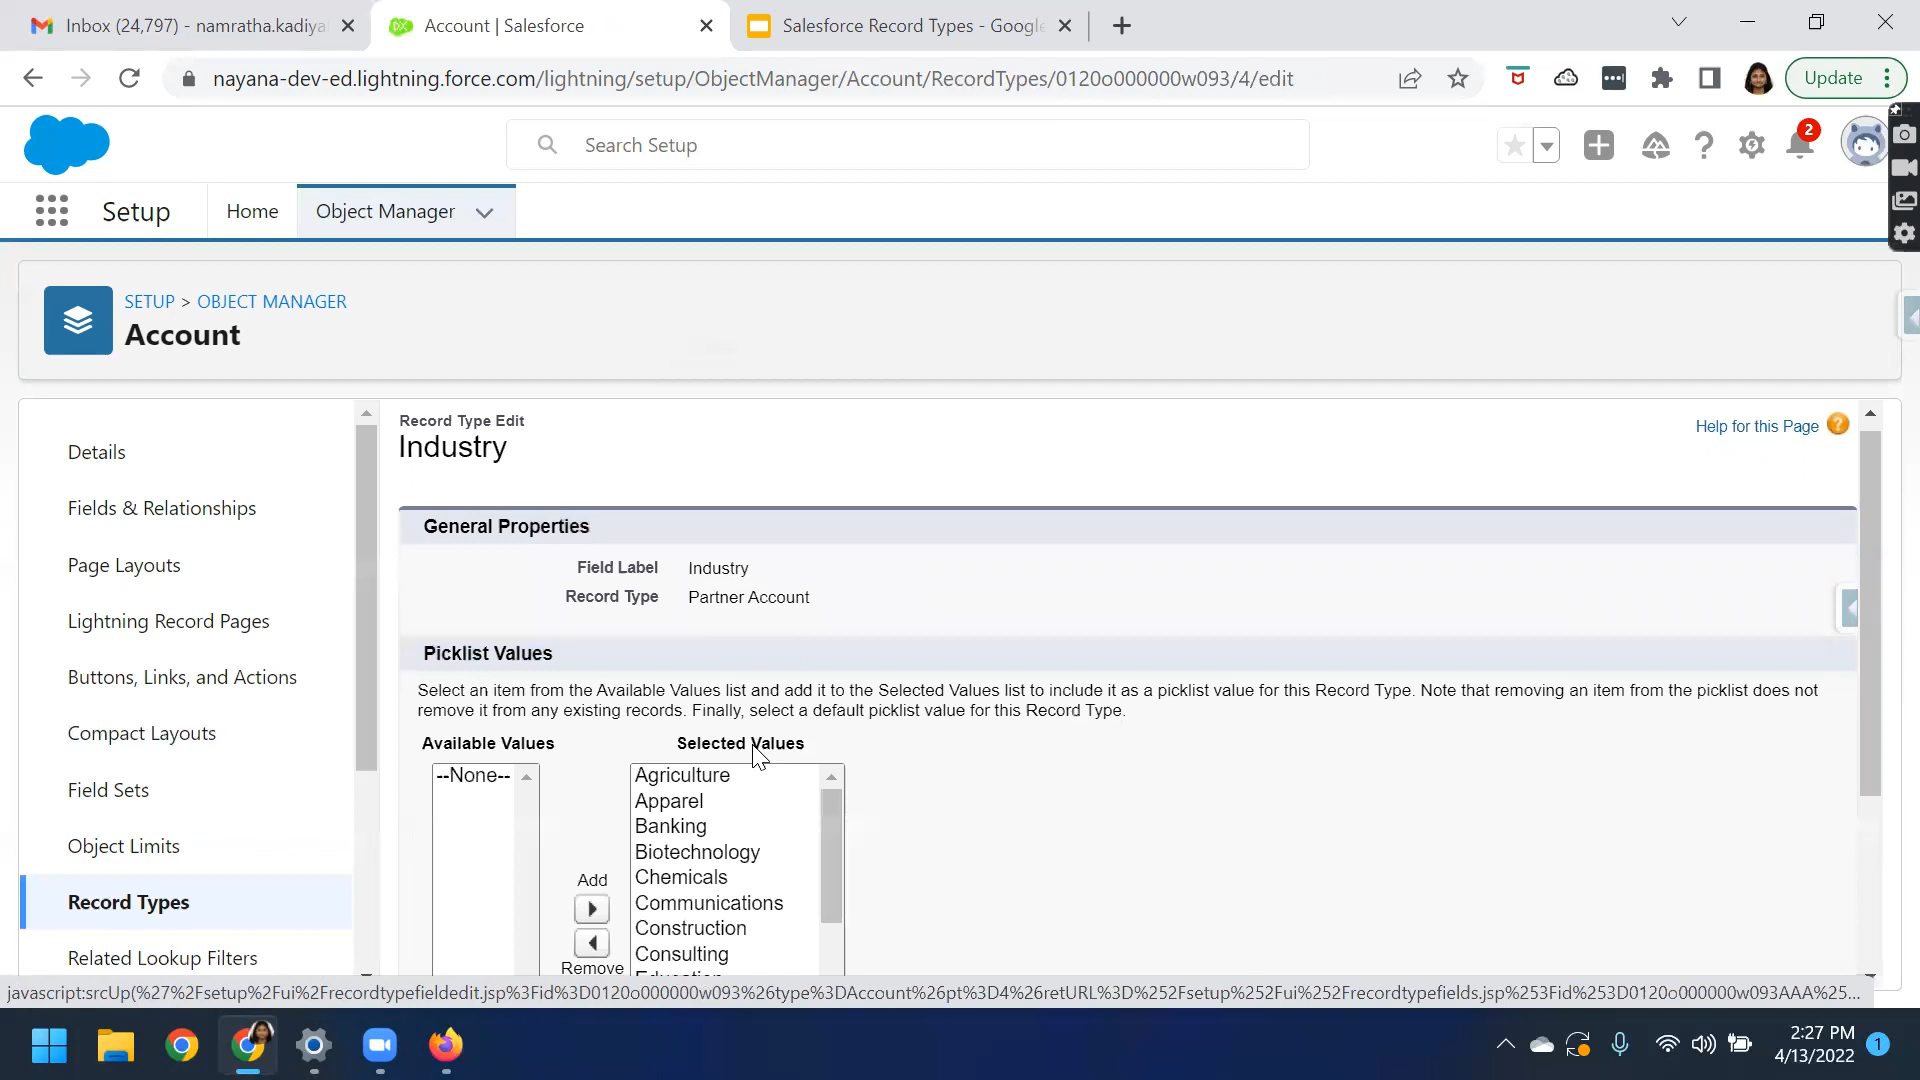 Inbox (24,797) - namratha.kadiya
Account | Salesforce
Salesforce Record Types - Google
nayana-dev-ed.lightning.force.com/lightning/setup/ObjectManager/Account/RecordTypes/0120o000000w093/4/edit
Update
Search Setup
2
Setup
Home
Object Manager
SETUP > OBJECT MANAGER
Account
Details
Fields & Relationships
Page Layouts
Lightning Record Pages
Buttons, Links, and Actions
Compact Layouts
Field Sets
Object Limits
Record Types
Related Lookup Filters
Record Type Edit
Industry
Help for this Page
General Properties
Field Label Industry
Record Type Partner Account
Picklist Values
Select an item from the Available Values list and add it to the Selected Values list to include it as a picklist value for this Record Type. Note that removing an item from the picklist does not
remove it from any existing records. Finally, select a default picklist value for this Record Type.
Available Values
Selected Values
--None--
Add
Remove
Agriculture
Apparel
Banking
Biotechnology
Chemicals
Communications
Construction
Consulting
Education
javascript:srcUp(%27%2Fsetup%2Fui%2Frecordtypefieldedit.jsp%3Fid%3D0120o000000w093%26type%3DAccount%26pt%3D4%26retURL%3D%252Fsetup%252Fui%252Frecordtypefields.jsp%253Fid%253D0120o000000w093AAA%25...
2:27 PM
4/13/2022
1